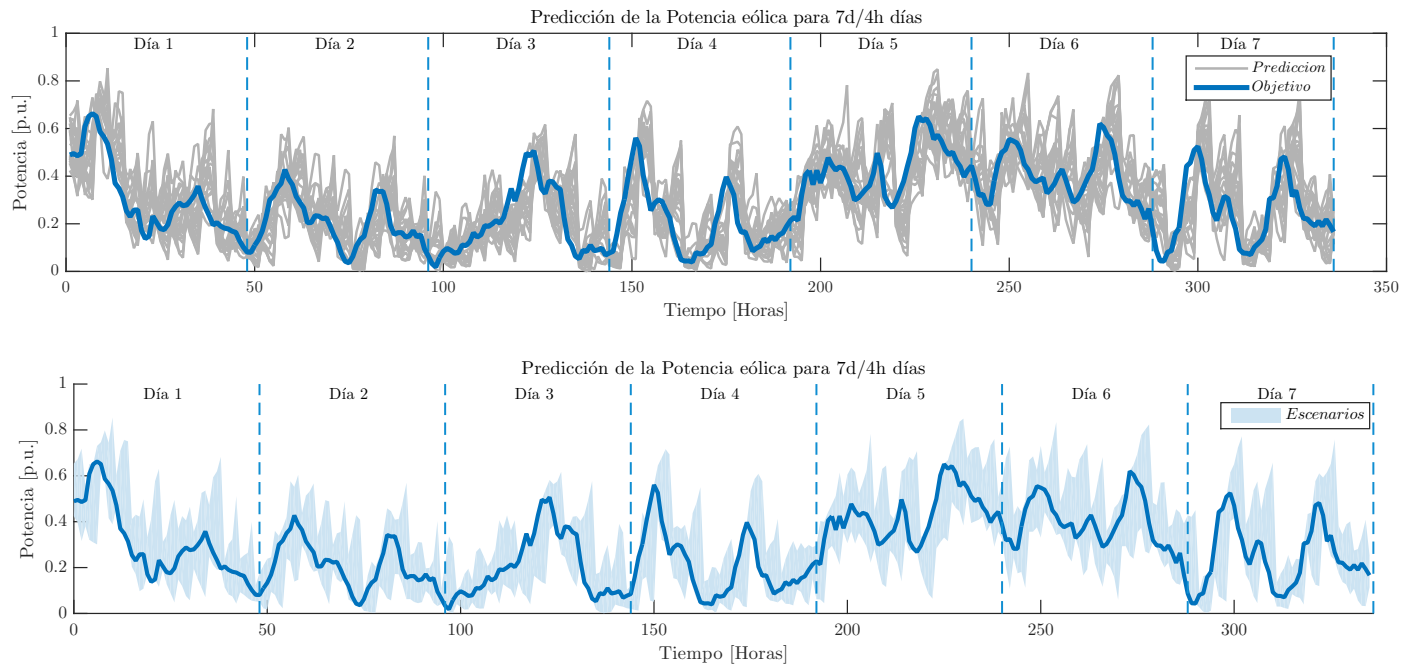 Predicción de la Potencia eólica para 7d/4h días
Día 1 Día 2 Día 3 Día 4 Día 5 Día 6 Día 7
Prediccion
Objetivo
Potencia [p.u.]
1
0.8
0.6
0.4
0.2
0
0 50 100 150 200 250 300 350
Tiempo [Horas]
Predicción de la Potencia eólica para 7d/4h días
Día 1 Día 2 Día 3 Día 4 Día 5 Día 6 Día 7
Escenarios
Potencia [p.u.]
1
0.8
0.6
0.4
0.2
0
0 50 100 150 200 250 300
Tiempo [Horas]